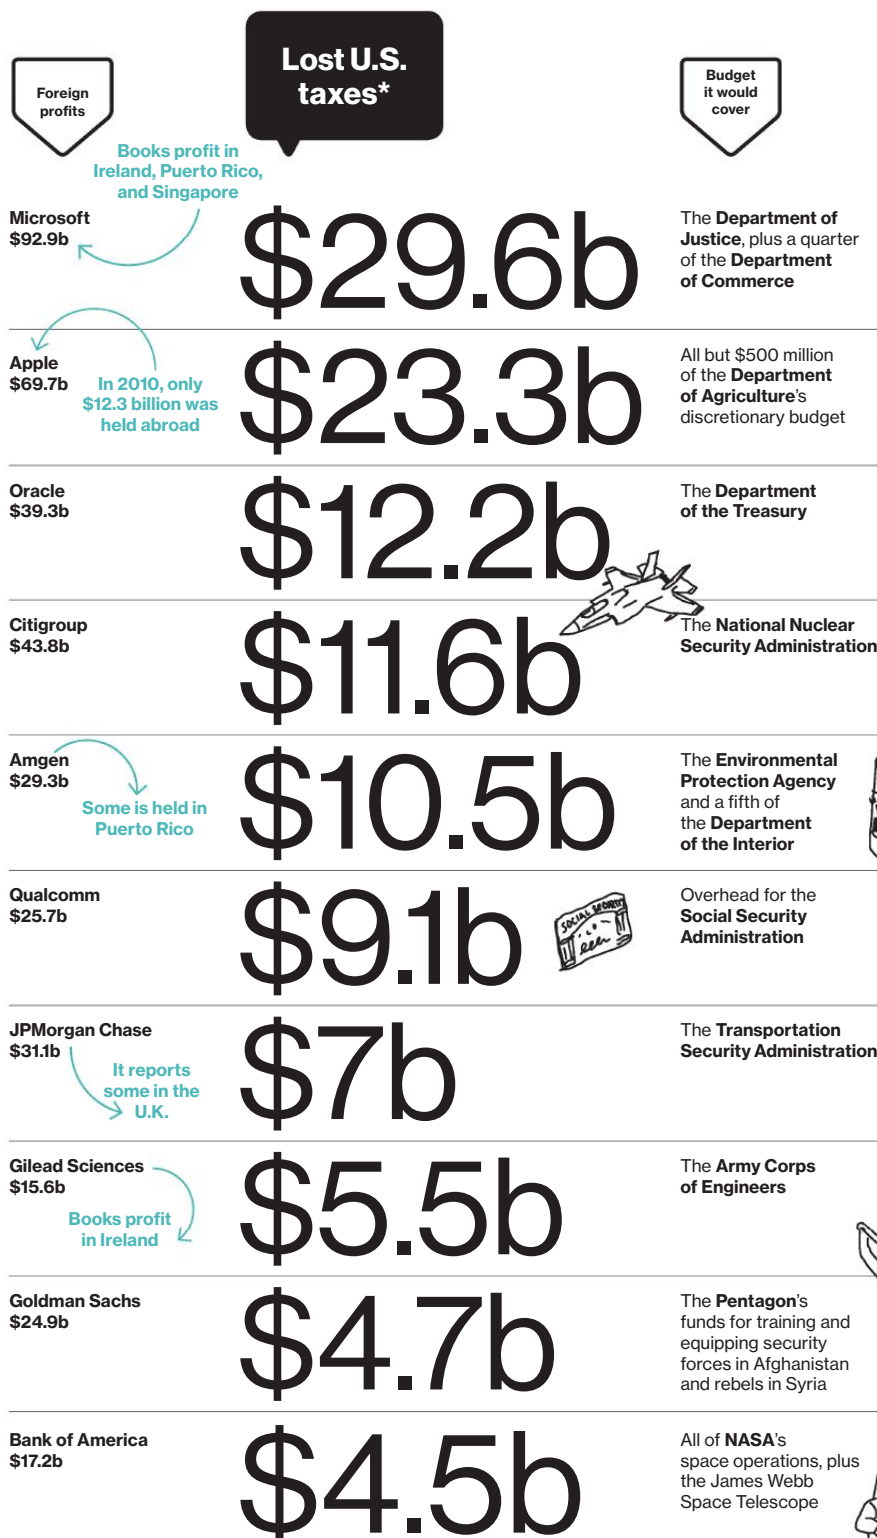 Foreign
profits
Lost U.S.
taxes*
Budget
it would
cover
Books profit in
Ireland, Puerto Rico,
and Singapore
Microsoft
$92.9b
$29.6b
The Department of
Justice, plus a quarter
of the Department
of Commerce
Apple
$69.7b
In 2010, only
$12.3 billion was
held abroad
$23.3b
All but $500 million
of the Department
of Agriculture’s
discretionary budget
Oracle
$39.3b
$12.2b
The Department
of the Treasury
Citigroup
$43.8b
$11.6b
The National Nuclear
Security Administration
Amgen
$29.3b
Some is held in
Puerto Rico
$10.5b
The Environmental
Protection Agency
and a fifth of
the Department
of the Interior
Qualcomm
$25.7b
$9.1b
SOCIAL SECURITY
Overhead for the
Social Security
Administration
JPMorgan Chase
$31.1b
It reports
some in the
U.K.
$7b
The Transportation
Security Administration
Gilead Sciences
$15.6b
Books profit
in Ireland
$5.5b
The Army Corps
of Engineers
Goldman Sachs
$24.9b
$4.7b
The Pentagon’s
funds for training and
equipping security
forces in Afghanistan
and rebels in Syria
Bank of America
$17.2b
$4.5b
All of NASA’s
space operations, plus
the James Webb
Space Telescope